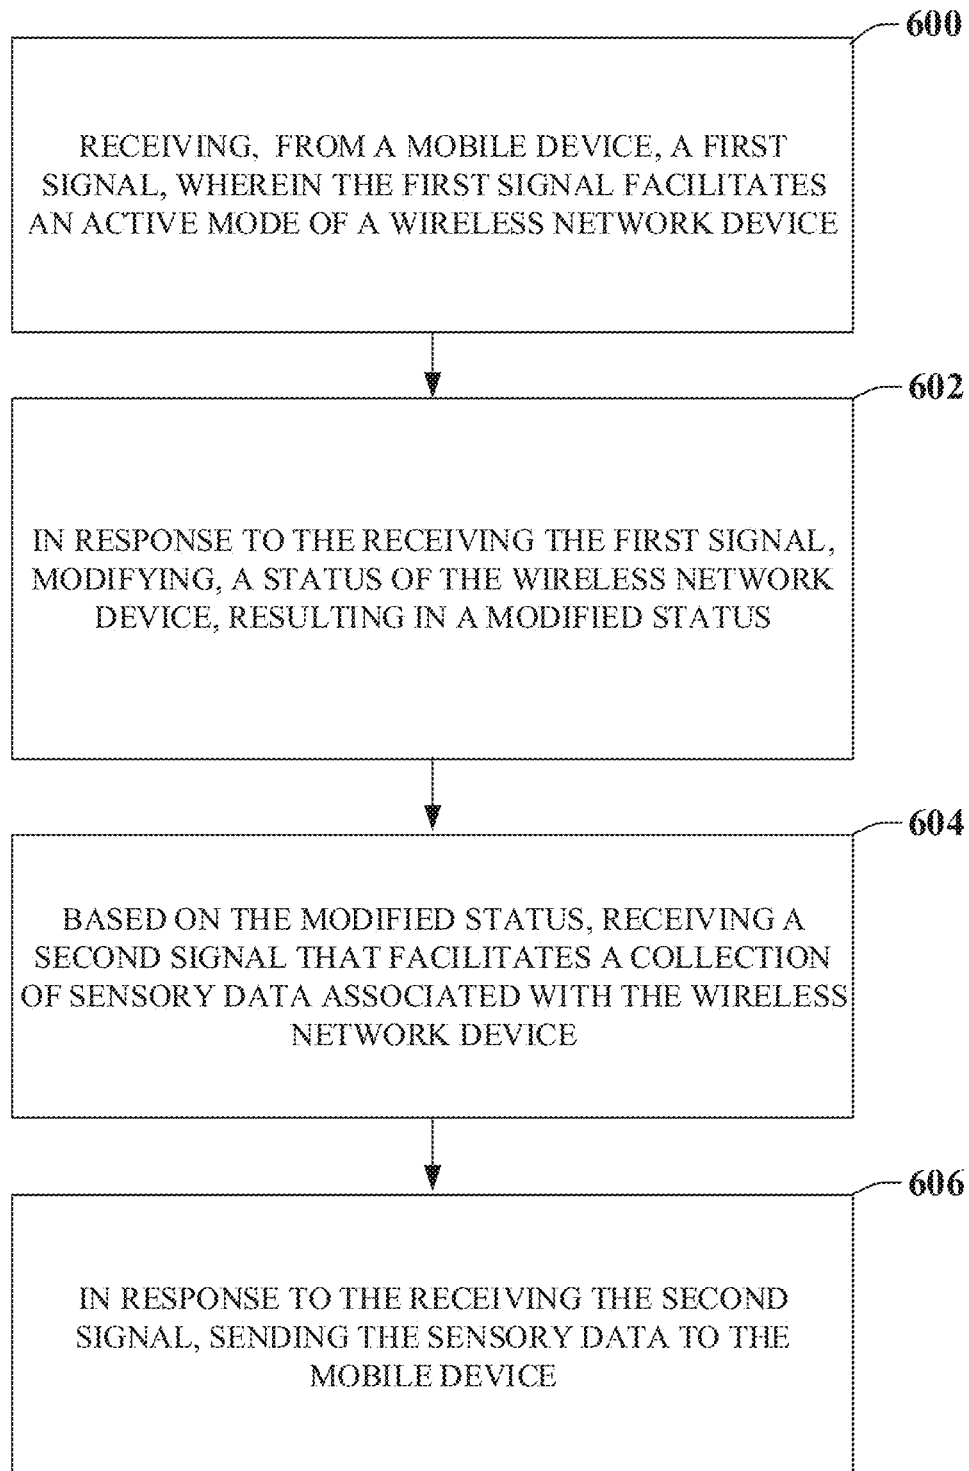 600
RECEIVING, FROM A MOBILE DEVICE, A FIRST
SIGNAL, WHEREIN THE FIRST SIGNAL FACILITATES
AN ACTIVE MODE OF A WIRELESS NETWORK DEVICE
602
IN RESPONSE TO THE RECEIVING THE FIRST SIGNAL,
MODIFYING, A STATUS OF THE WIRELESS NETWORK
DEVICE, RESULTING IN A MODIFIED STATUS
604
BASED ON THE MODIFIED STATUS, RECEIVING A
SECOND SIGNAL THAT FACILITATES A COLLECTION
OF SENSORY DATA ASSOCIATED WITH THE WIRELESS
NETWORK DEVICE
606
IN RESPONSE TO THE RECEIVING THE SECOND
SIGNAL, SENDING THE SENSORY DATA TO THE
MOBILE DEVICE